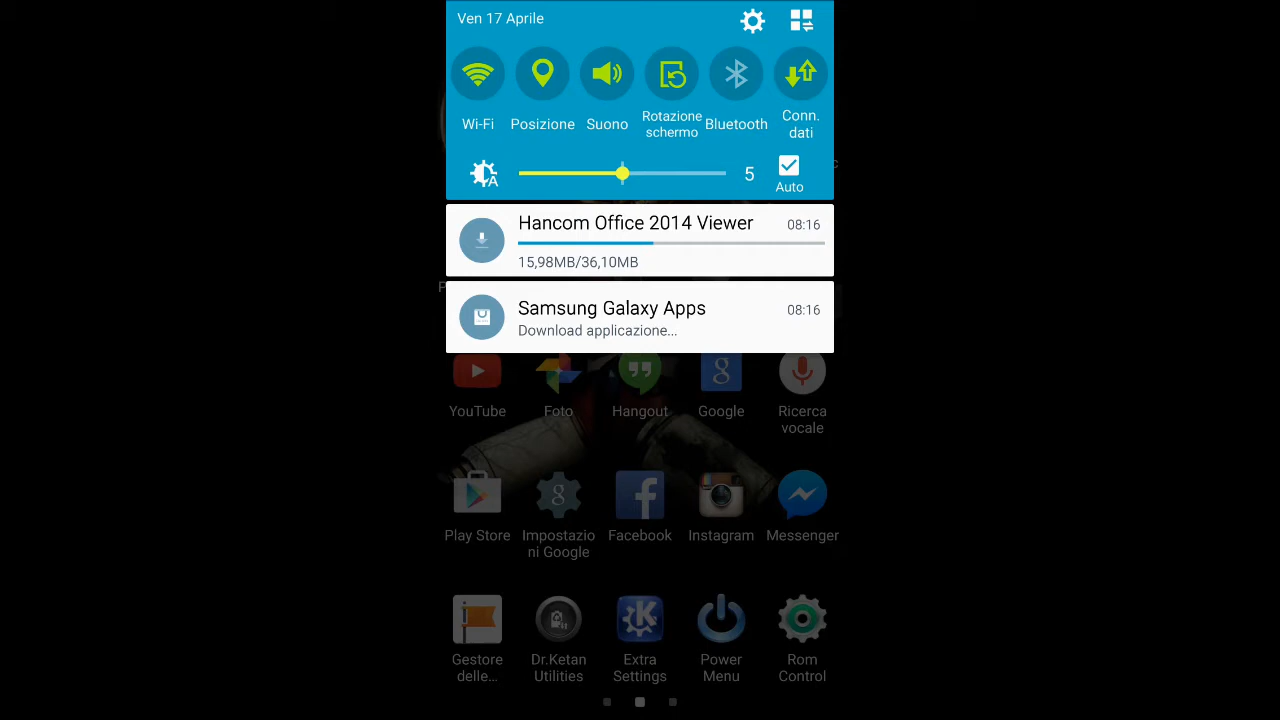 Ven 17 Aprile
Wi-Fi
Posizione
Suono
Rotazione
schermo
Bluetooth
Conn.
dati
A
5
Auto
Hancom Office 2014 Viewer
08:16
15,98MB/36,10MB
Samsung Galaxy Apps
08:16
Download applicazione...
YouTube
Foto
Hangout
Google
Ricerca
vocale
Play Store
Impostazio
ni Google
Facebook
Instagram
Messenger
Gestore
delle...
Dr.Ketan
Utilities
Extra
Settings
Power
Menu
Rom
Control